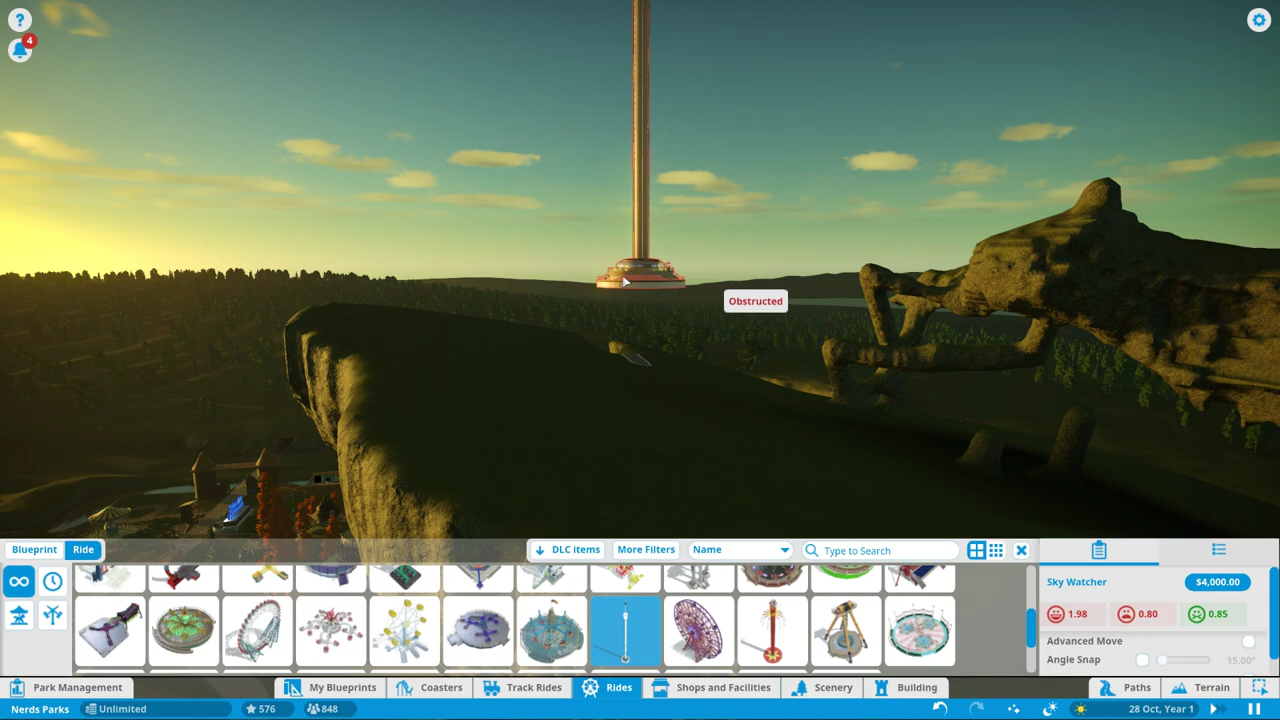 ?
4
Obstructed
Blueprint
Ride
DLC items
More Filters
Name
Type to Search
Sky Watcher
$4,000.00
1.98
0.80
0.85
Advanced Move
Angle Snap
15.00°
Park Management
My Blueprints
Coasters
Track Rides
Rides
Shops and Facilities
Scenery
Building
Paths
Terrain
Nerds Parks
Unlimited
576
848
28 Oct, Year 1